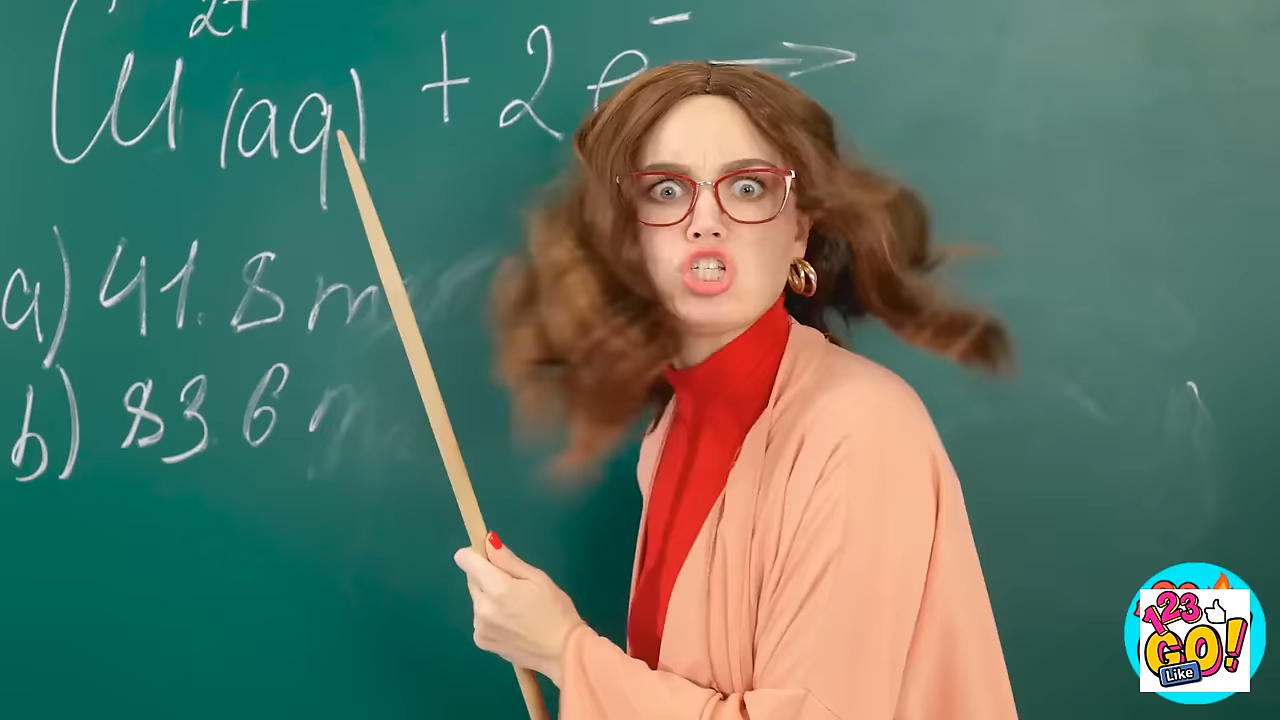 Cu²⁺(aq) + 2e⁻ →
a) 41.8 m
b) 836 m
123
GO!
Like